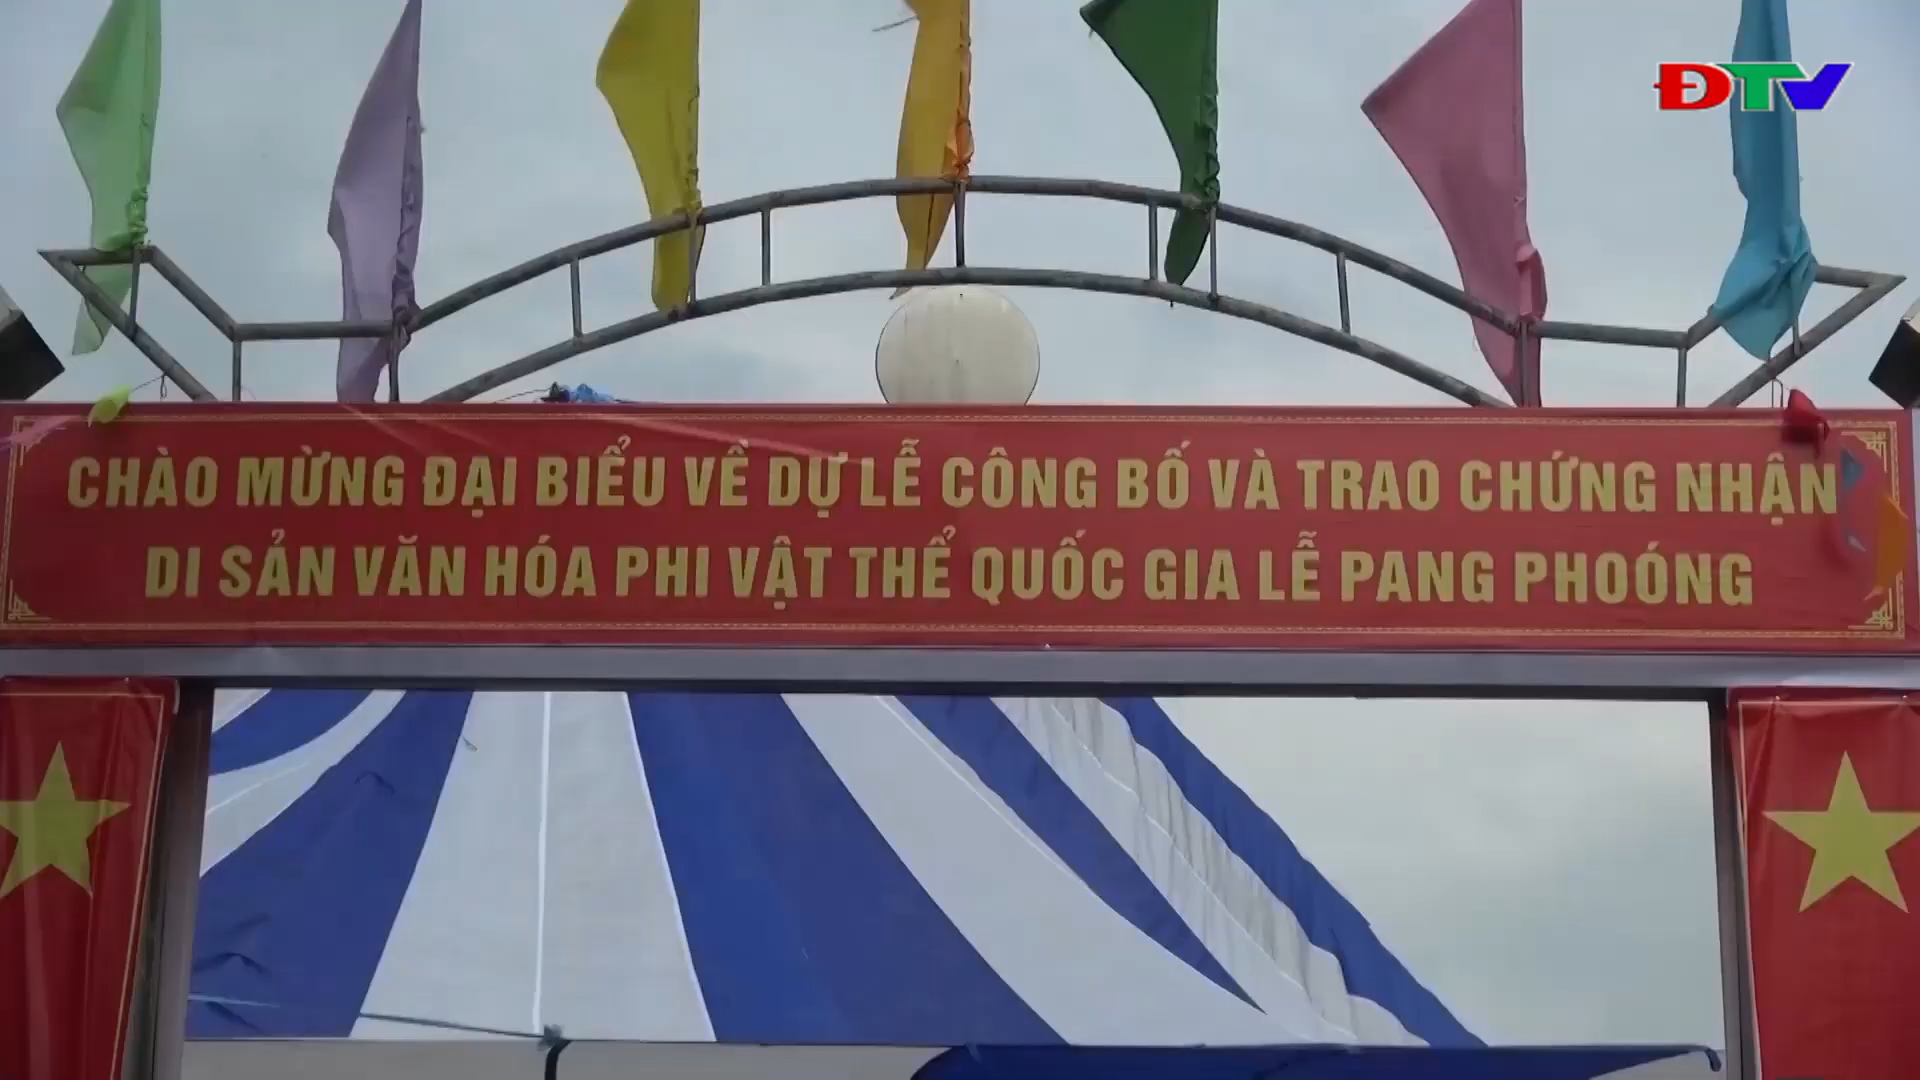 ĐTV
CHÀO MỪNG ĐẠI BIỂU VỀ DỰ LỄ CÔNG BỐ VÀ TRAO CHỨNG NHẬN
DI SẢN VĂN HÓA PHI VẬT THỂ QUỐC GIA LỄ PANG PHOÓNG